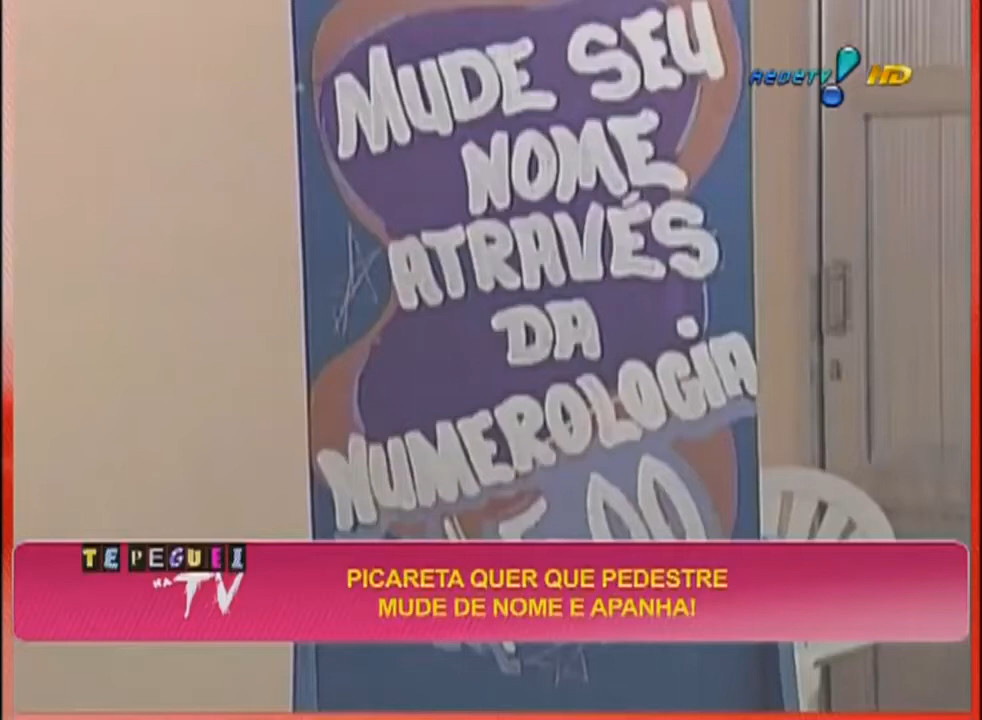 MUDE SEU
NOME
ATRAVÉS
DA
NUMEROLOGIA
REDETV! HD
TE PEGUEI
NA
TV
PICARETA QUER QUE PEDESTRE
MUDE DE NOME E APANHA!